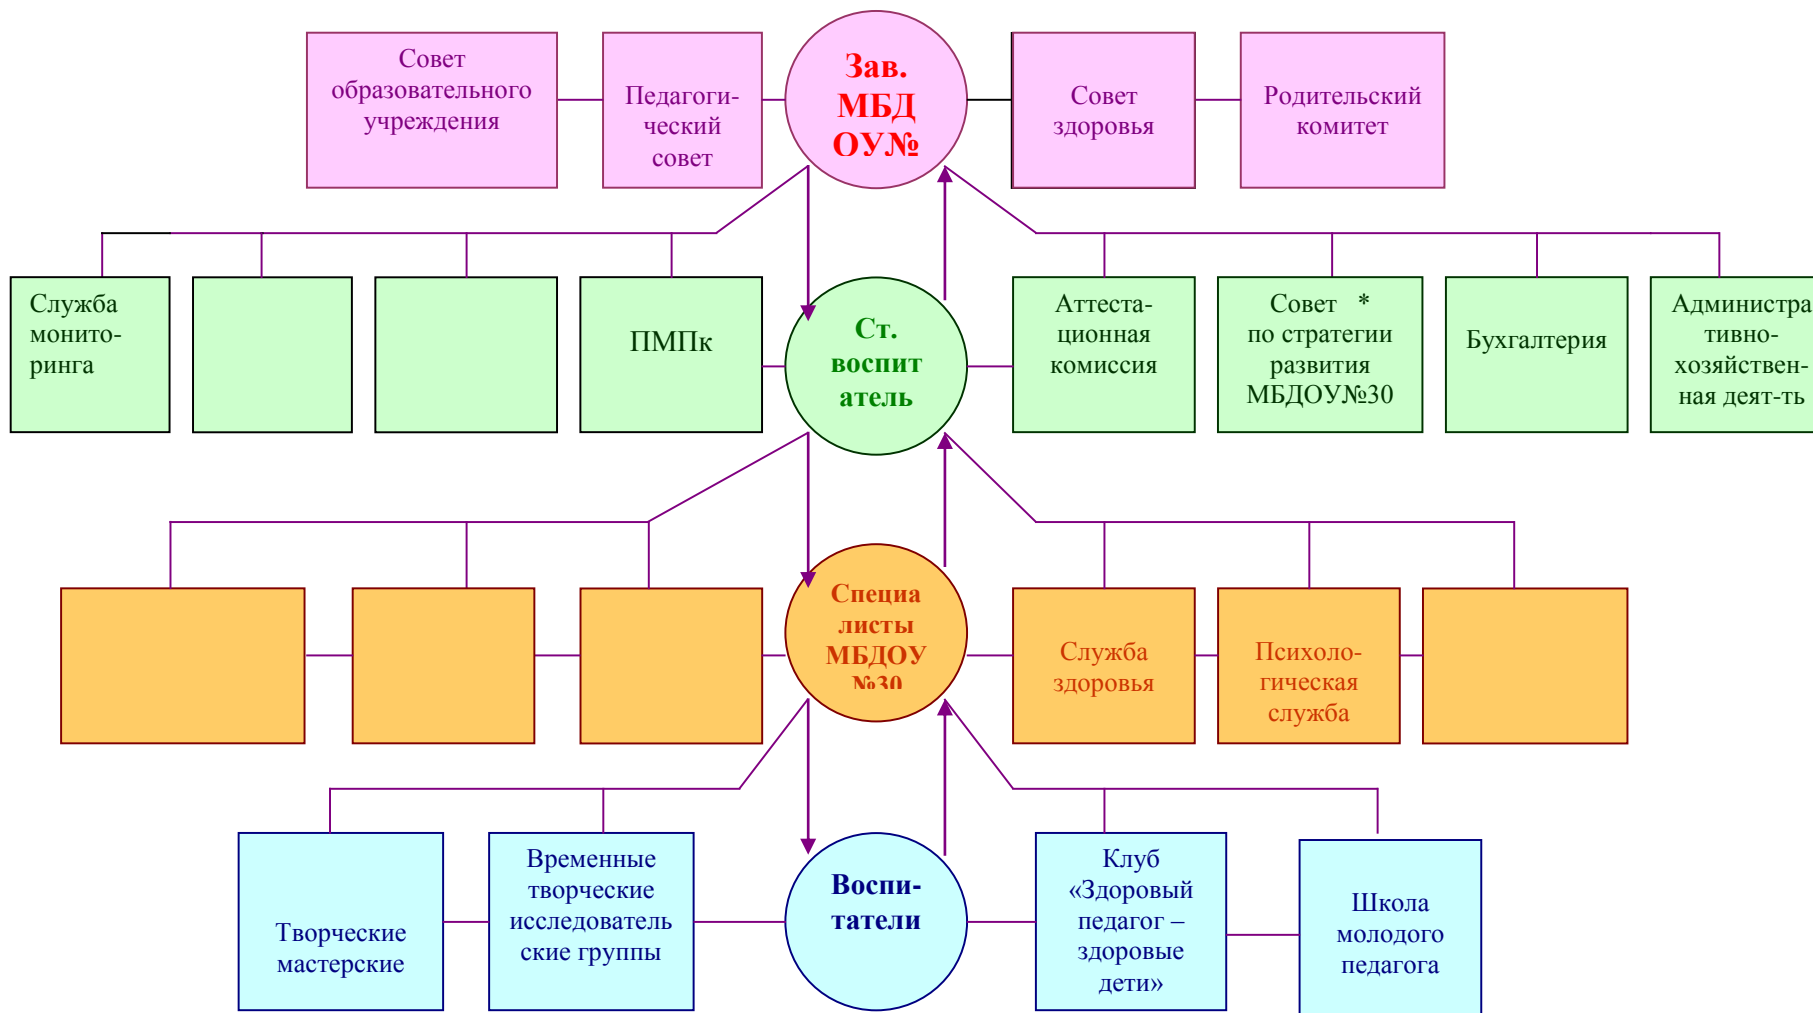 Совет
образовательного
учреждения
Педагоги-
ческий
совет
Зав.
МБД
ОУ№
Совет
здоровья
Родительский
комитет
Служба
монито-
ринга
ПМПк
Ст.
воспит
атель
Аттеста-
ционная
комиссия
Совет *
по стратегии
развития
МБДОУ№30
Бухгалтерия
Администра
тивно-
хозяйствен-
ная деят-ть
Специа
листы
МБДОУ
№30
Служба
здоровья
Психоло-
гическая
служба
Творческие
мастерские
Временные
творческие
исследователь
ские группы
Воспи-
татели
Клуб
«Здоровый
педагог –
здоровые
дети»
Школа
молодого
педагога